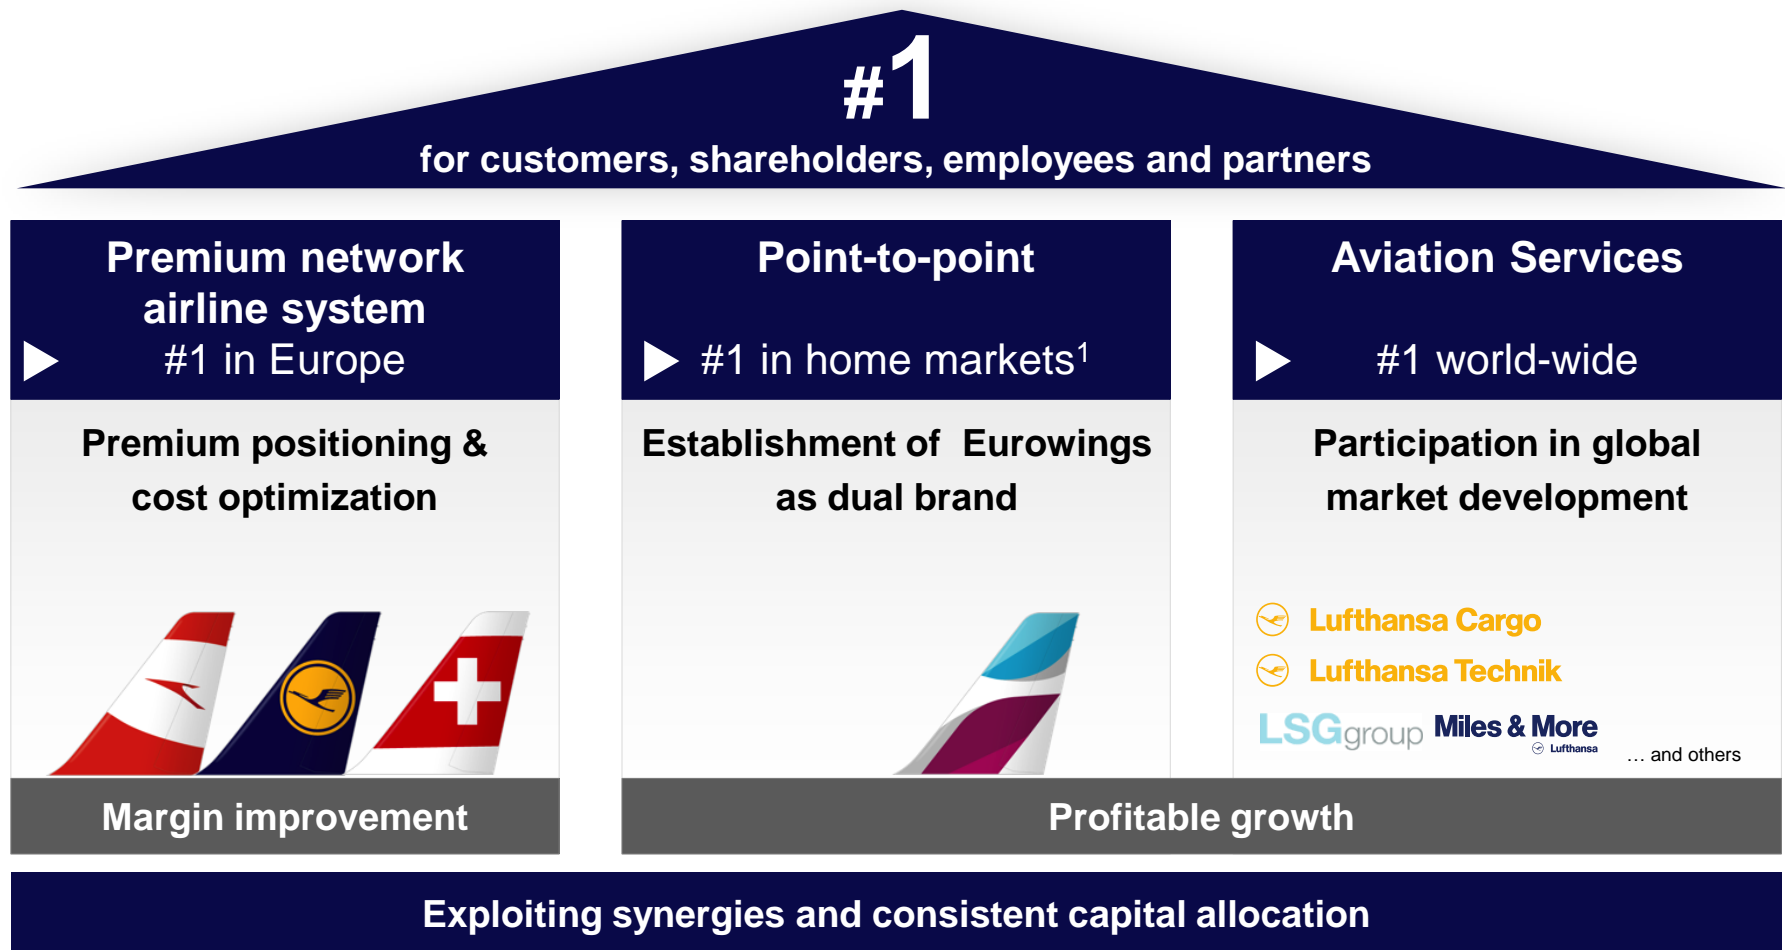 #1
for customers, shareholders, employees and partners
Premium network
airline system
#1 in Europe
Premium positioning &
cost optimization
Margin improvement
Point-to-point
#1 in home markets¹
Establishment of  Eurowings
as dual brand
Aviation Services
#1 world-wide
Participation in global
market development
Lufthansa Cargo
Lufthansa Technik
LSGgroup
Miles & More
Lufthansa
… and others
Profitable growth
Exploiting synergies and consistent capital allocation